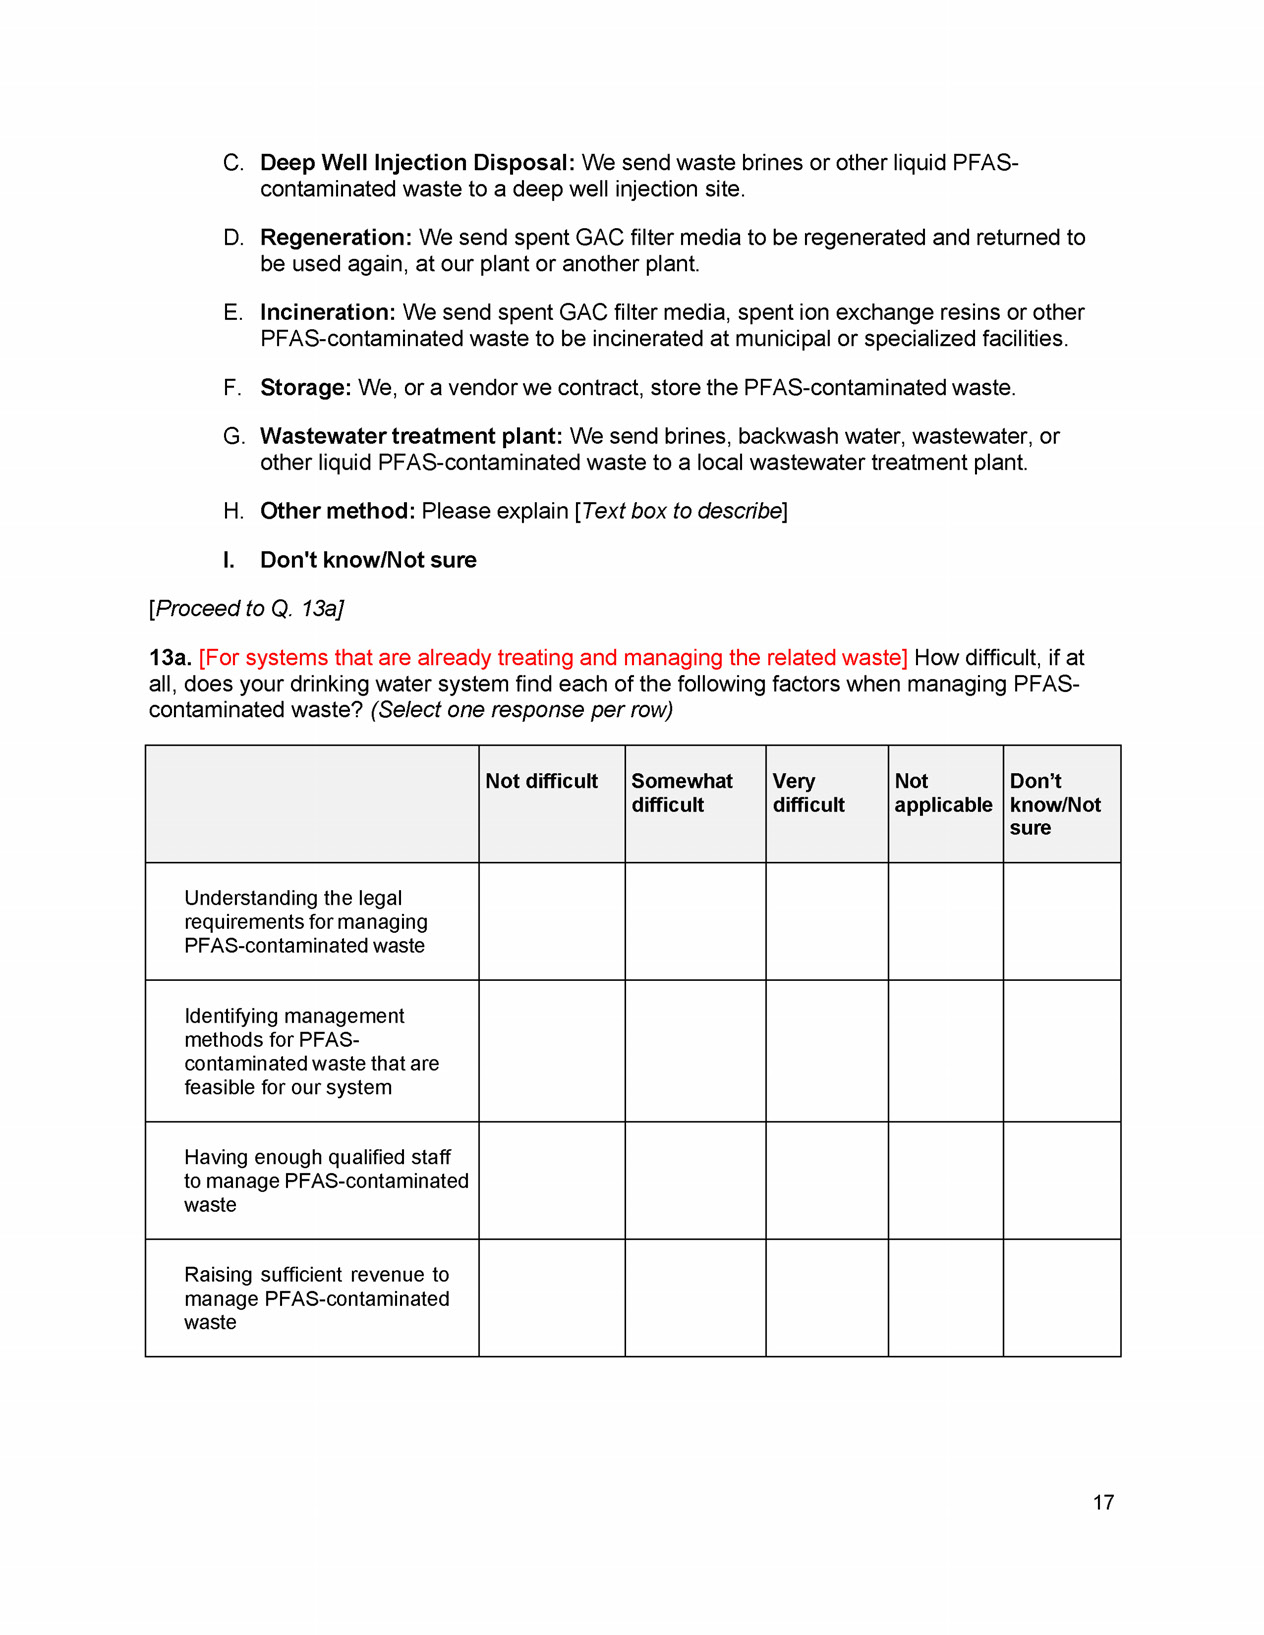 C. Deep Well Injection Disposal: We send waste brines or other liquid PFAS-
contaminated waste to a deep well injection site.
D. Regeneration: We send spent GAC filter media to be regenerated and returned to
be used again, at our plant or another plant.
E. Incineration: We send spent GAC filter media, spent ion exchange resins or other
PFAS-contaminated waste to be incinerated at municipal or specialized facilities.
F. Storage: We, or a vendor we contract, store the PFAS-contaminated waste.
G. Wastewater treatment plant: We send brines, backwash water, wastewater, or
other liquid PFAS-contaminated waste to a local wastewater treatment plant.
H. Other method: Please explain [Text box to describe]
I. Don't know/Not sure
[Proceed to Q. 13a]
13a. [For systems that are already treating and managing the related waste] How difficult, if at
all, does your drinking water system find each of the following factors when managing PFAS-
contaminated waste? (Select one response per row)
Not difficult
Somewhat
difficult
Very
difficult
Not
applicable
Don’t
know/Not
sure
Understanding the legal
requirements for managing
PFAS-contaminated waste
Identifying management
methods for PFAS-
contaminated waste that are
feasible for our system
Having enough qualified staff
to manage PFAS-contaminated
waste
Raising sufficient revenue to
manage PFAS-contaminated
waste
17